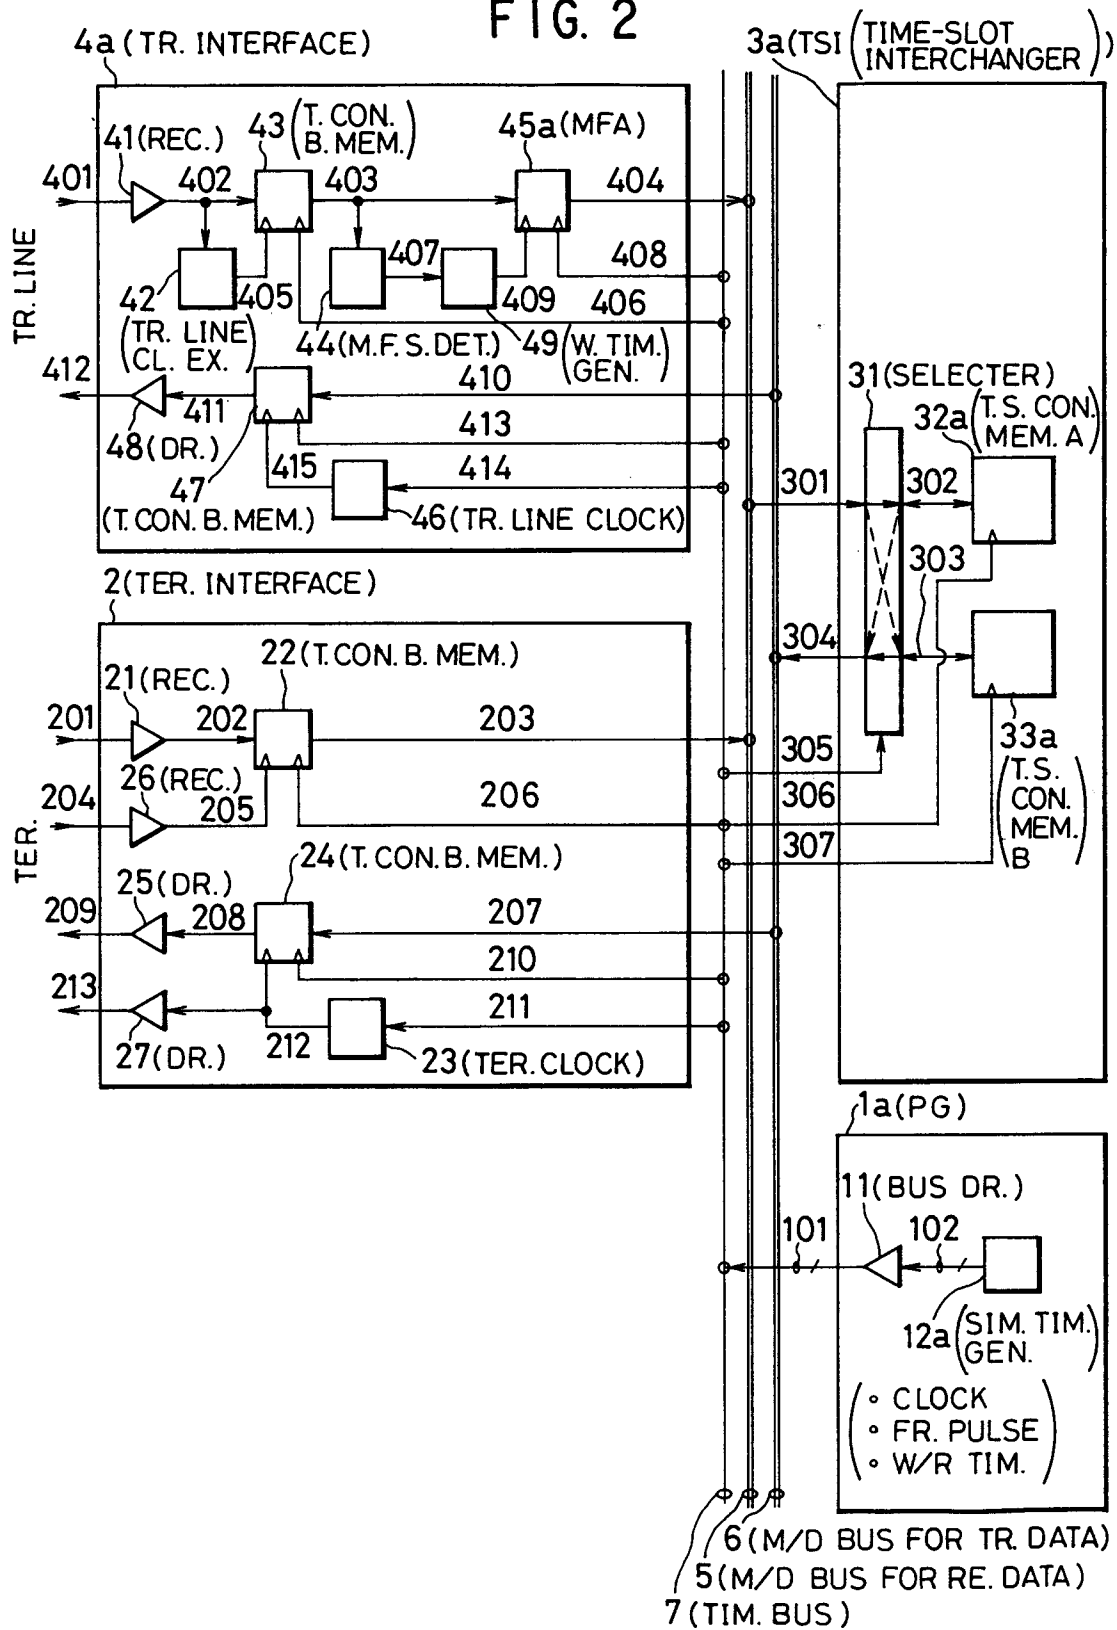 FIG. 2
4a (TR. INTERFACE)
3a (TSI (TIME-SLOT
INTERCHANGER))
41 (REC.)
43 (T. CON.
B. MEM.)
45a (MFA)
401
402
403
404
TR. LINE
42
(TR. LINE
CL. EX.)
405
407
409
408
406
44 (M.F.S. DET.)
49 (W. TIM.
GEN.)
412
411
410
48 (DR.)
413
47
(T. CON. B. MEM.)
415
414
46 (TR. LINE CLOCK)
31 (SELECTER)
32a (T.S. CON.
MEM. A)
301
302
303
304
305
306
307
33a
(T.S.
CON.
MEM.
B)
2 (TER. INTERFACE)
21 (REC.)
22 (T. CON. B. MEM.)
201
202
203
26 (REC.)
204
205
206
TER.
25 (DR.)
24 (T. CON. B. MEM.)
209
208
207
210
213
27 (DR.)
212
211
23 (TER. CLOCK)
1a (PG)
11 (BUS DR.)
101
102
12a (SIM. TIM.
GEN.)
(∘ CLOCK
∘ FR. PULSE
∘ W/R TIM.)
6 (M/D BUS FOR TR. DATA)
5 (M/D BUS FOR RE. DATA)
7 (TIM. BUS)